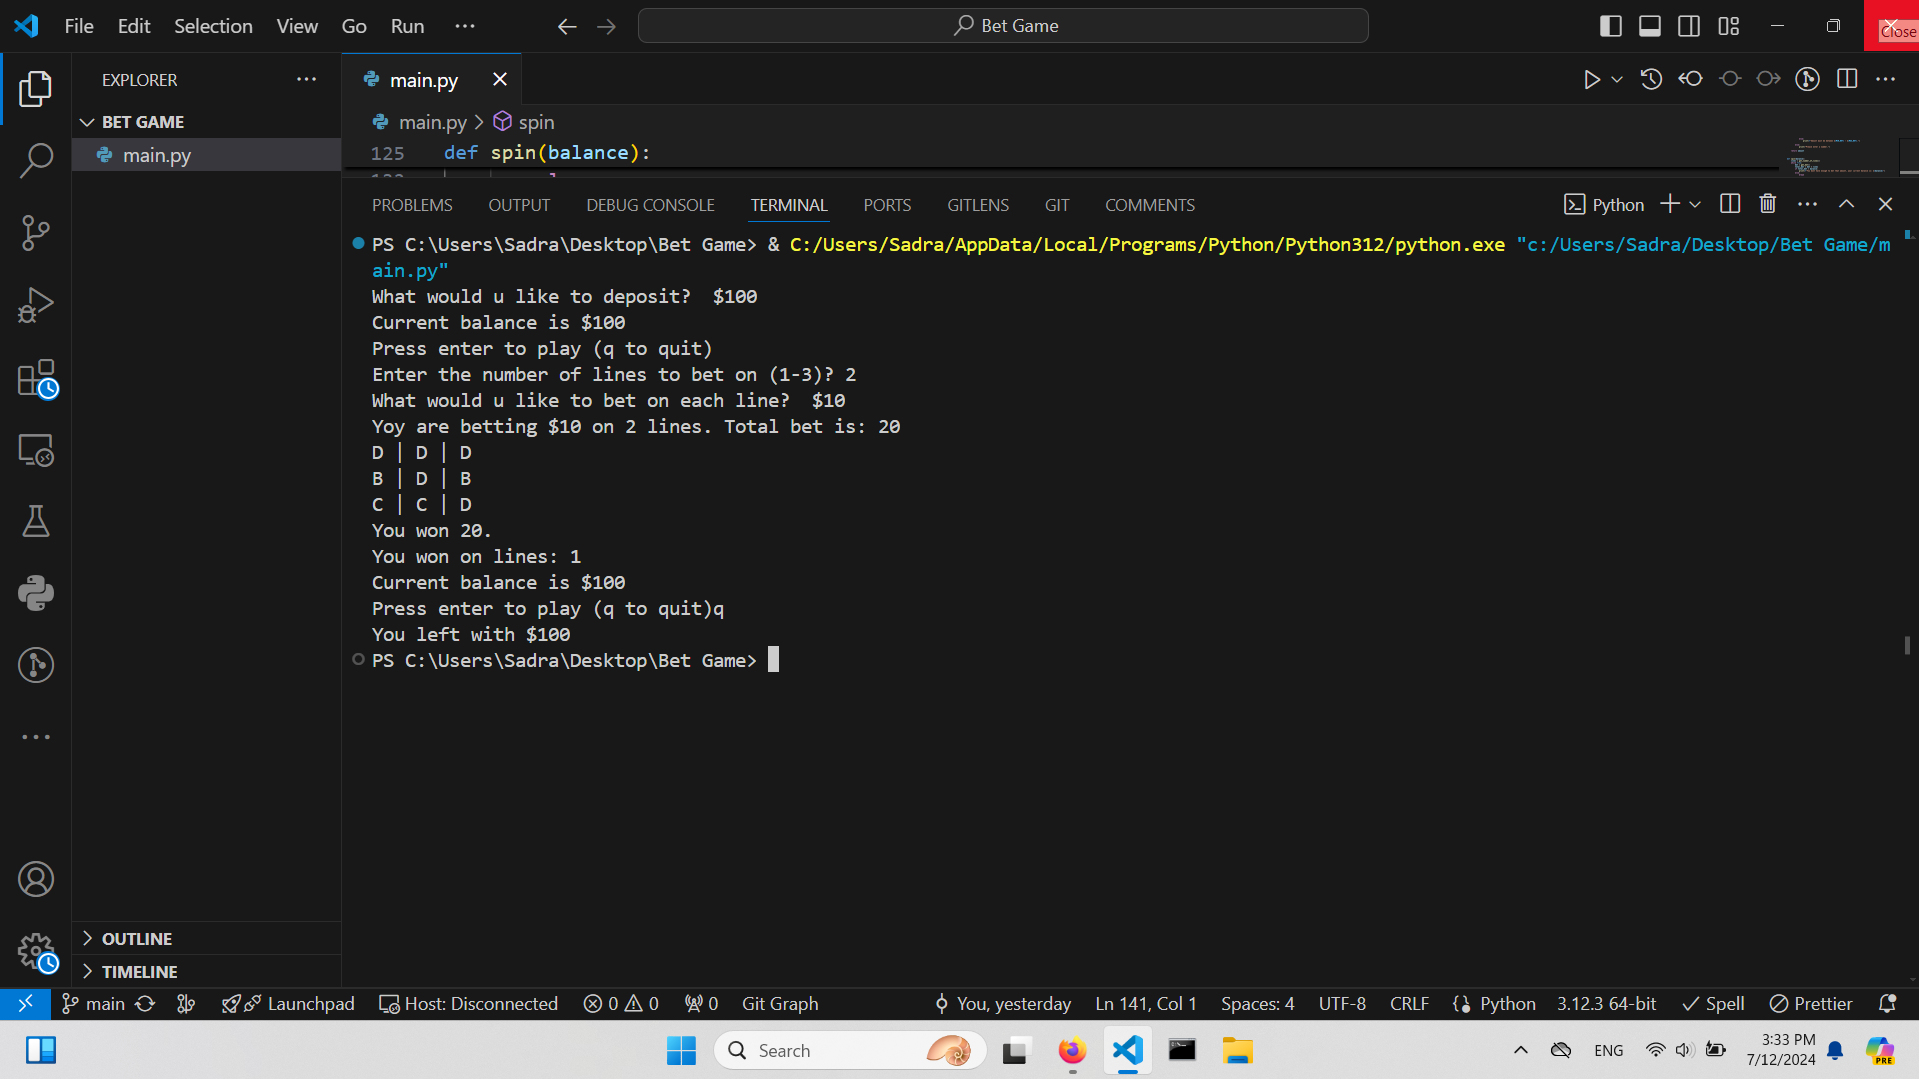 File Edit Selection View Go Run ···
Bet Game
Close
EXPLORER
main.py
BET GAME
main.py
main.py > spin
125 def spin(balance):
PROBLEMS OUTPUT DEBUG CONSOLE TERMINAL PORTS GITLENS GIT COMMENTS
Python
PS C:\Users\Sadra\Desktop\Bet Game> & C:/Users/Sadra/AppData/Local/Programs/Python/Python312/python.exe "c:/Users/Sadra/Desktop/Bet Game/m
ain.py"
What would u like to deposit?  $100
Current balance is $100
Press enter to play (q to quit)
Enter the number of lines to bet on (1-3)? 2
What would u like to bet on each line?  $10
Yoy are betting $10 on 2 lines. Total bet is: 20
D | D | D
B | D | B
C | C | D
You won 20.
You won on lines: 1
Current balance is $100
Press enter to play (q to quit)q
You left with $100
PS C:\Users\Sadra\Desktop\Bet Game>
OUTLINE
TIMELINE
main Launchpad Host: Disconnected 0 0 0 Git Graph You, yesterday Ln 141, Col 1 Spaces: 4 UTF-8 CRLF Python 3.12.3 64-bit Spell Prettier
Search
ENG
3:33 PM
7/12/2024
PRE